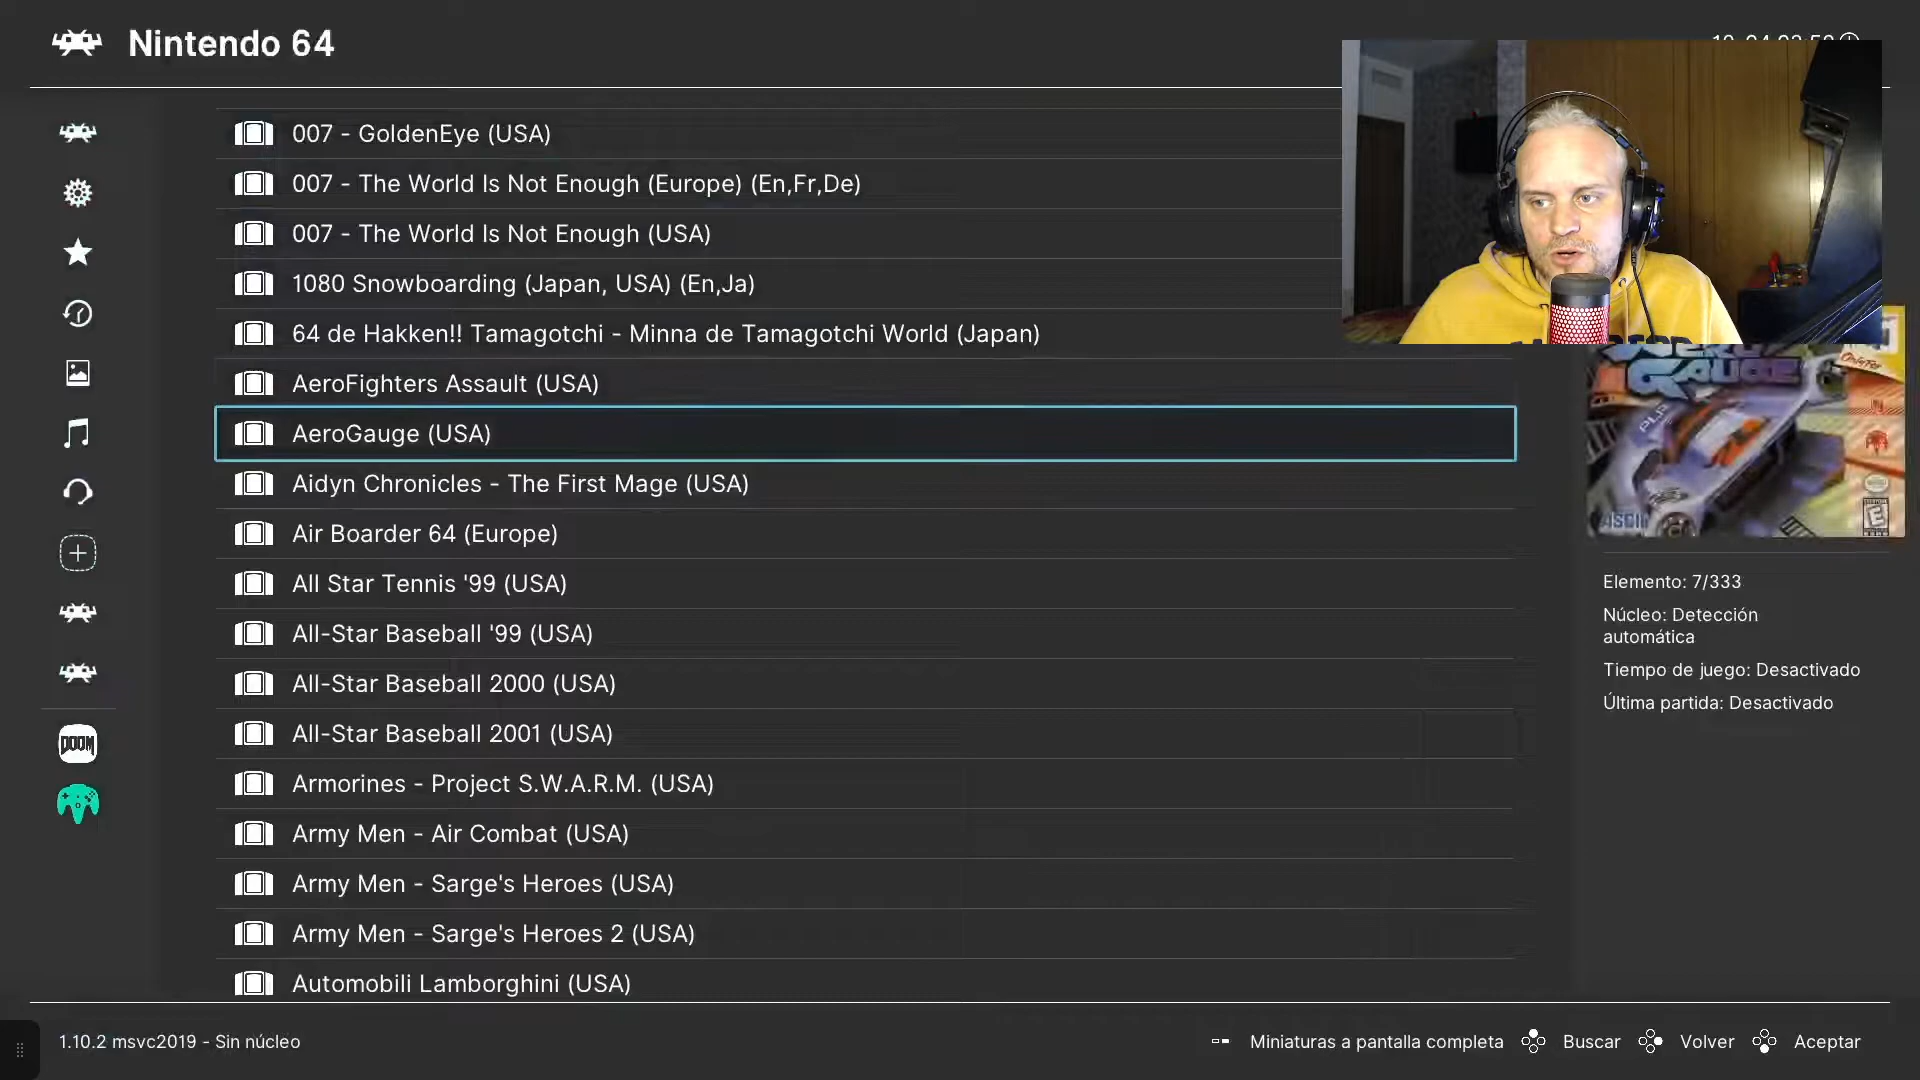 Nintendo 64
007 - GoldenEye (USA)
007 - The World Is Not Enough (Europe) (En,Fr,De)
007 - The World Is Not Enough (USA)
1080 Snowboarding (Japan, USA) (En,Ja)
64 de Hakken!! Tamagotchi - Minna de Tamagotchi World (Japan)
AeroFighters Assault (USA)
AeroGauge (USA)
Aidyn Chronicles - The First Mage (USA)
Air Boarder 64 (Europe)
All Star Tennis '99 (USA)
All-Star Baseball '99 (USA)
All-Star Baseball 2000 (USA)
All-Star Baseball 2001 (USA)
Armorines - Project S.W.A.R.M. (USA)
Army Men - Air Combat (USA)
Army Men - Sarge's Heroes (USA)
Army Men - Sarge's Heroes 2 (USA)
Automobili Lamborghini (USA)
DOOM
GAUGE
ASCII
E
Elemento: 7/333
Núcleo: Detección
automática
Tiempo de juego: Desactivado
Última partida: Desactivado
1.10.2 msvc2019 - Sin núcleo
Miniaturas a pantalla completa
Buscar
Volver
Aceptar